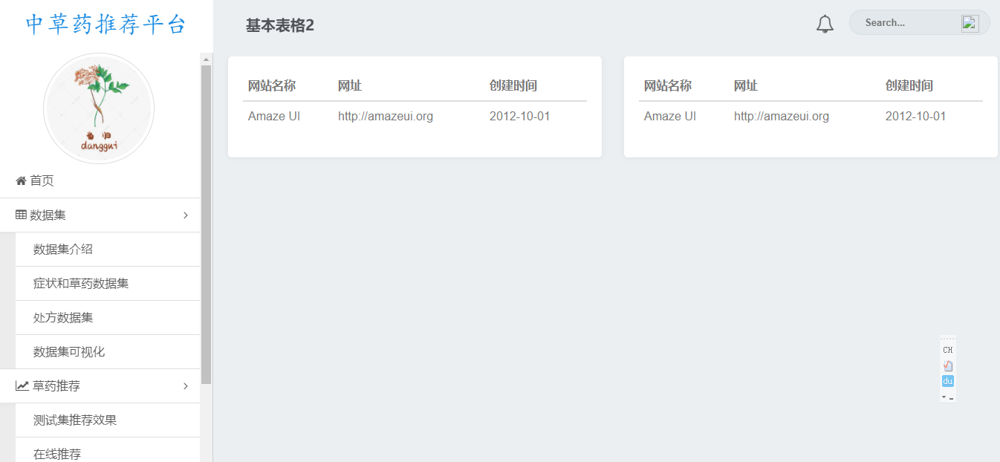 中草药推荐平台
基本表格2
Search...
当归
danggui
首页
数据集
数据集介绍
症状和草药数据集
处方数据集
数据集可视化
草药推荐
测试集推荐效果
在线推荐
网站名称 网址 创建时间
Amaze UI http://amazeui.org 2012-10-01
网站名称 网址 创建时间
Amaze UI http://amazeui.org 2012-10-01
CH
du